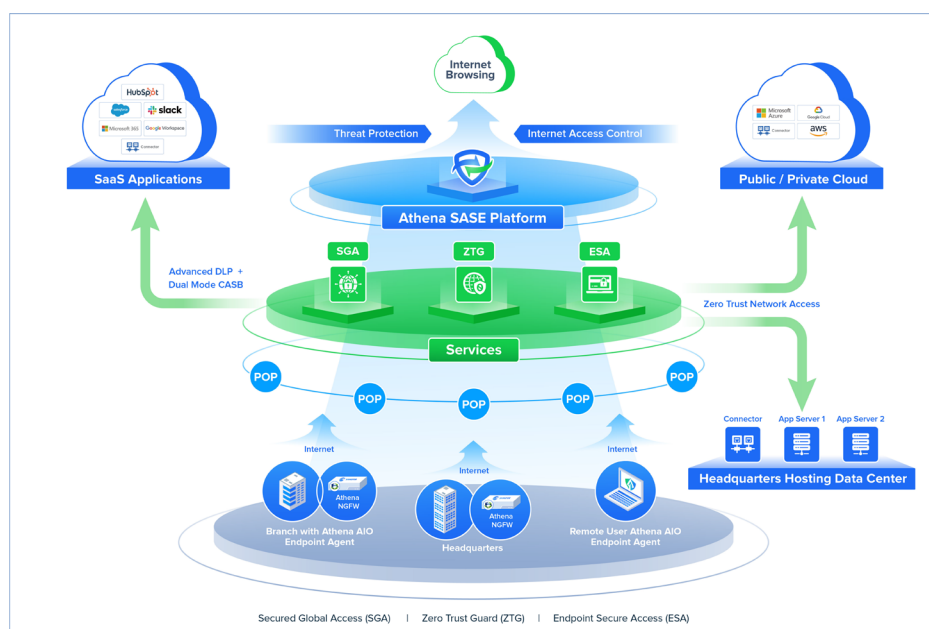 Internet
Browsing
HubSpot
salesforce
slack
Microsoft 365
Google Workspace
Connector
SaaS Applications
Threat Protection
Internet Access Control
Microsoft
Azure
Google Cloud
Connector
aws
Public / Private Cloud
Athena SASE Platform
SGA
ZTG
ESA
Advanced DLP +
Dual Mode CASB
Zero Trust Network Access
Services
POP
POP
POP
POP
POP
Internet
Internet
Internet
Connector
App Server 1
App Server 2
Headquarters Hosting Data Center
Athena
NGFW
Athena
NGFW
Branch with Athena AIO
Endpoint Agent
Headquarters
Remote User Athena AIO
Endpoint Agent
Secured Global Access (SGA) | Zero Trust Guard (ZTG) | Endpoint Secure Access (ESA)